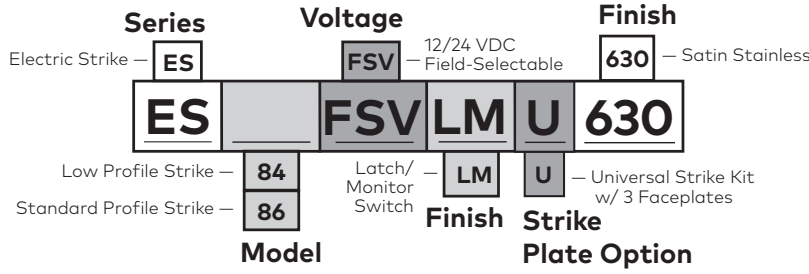 Series
Voltage
Finish
Electric Strike — ES
FSV — 12/24 VDC
Field-Selectable
630 — Satin Stainless
ES FSV LM U 630
Low Profile Strike — 84
Standard Profile Strike — 86
Model
Latch/
Monitor
Switch
— LM
Finish
U — Universal Strike Kit
w/ 3 Faceplates
Strike
Plate Option